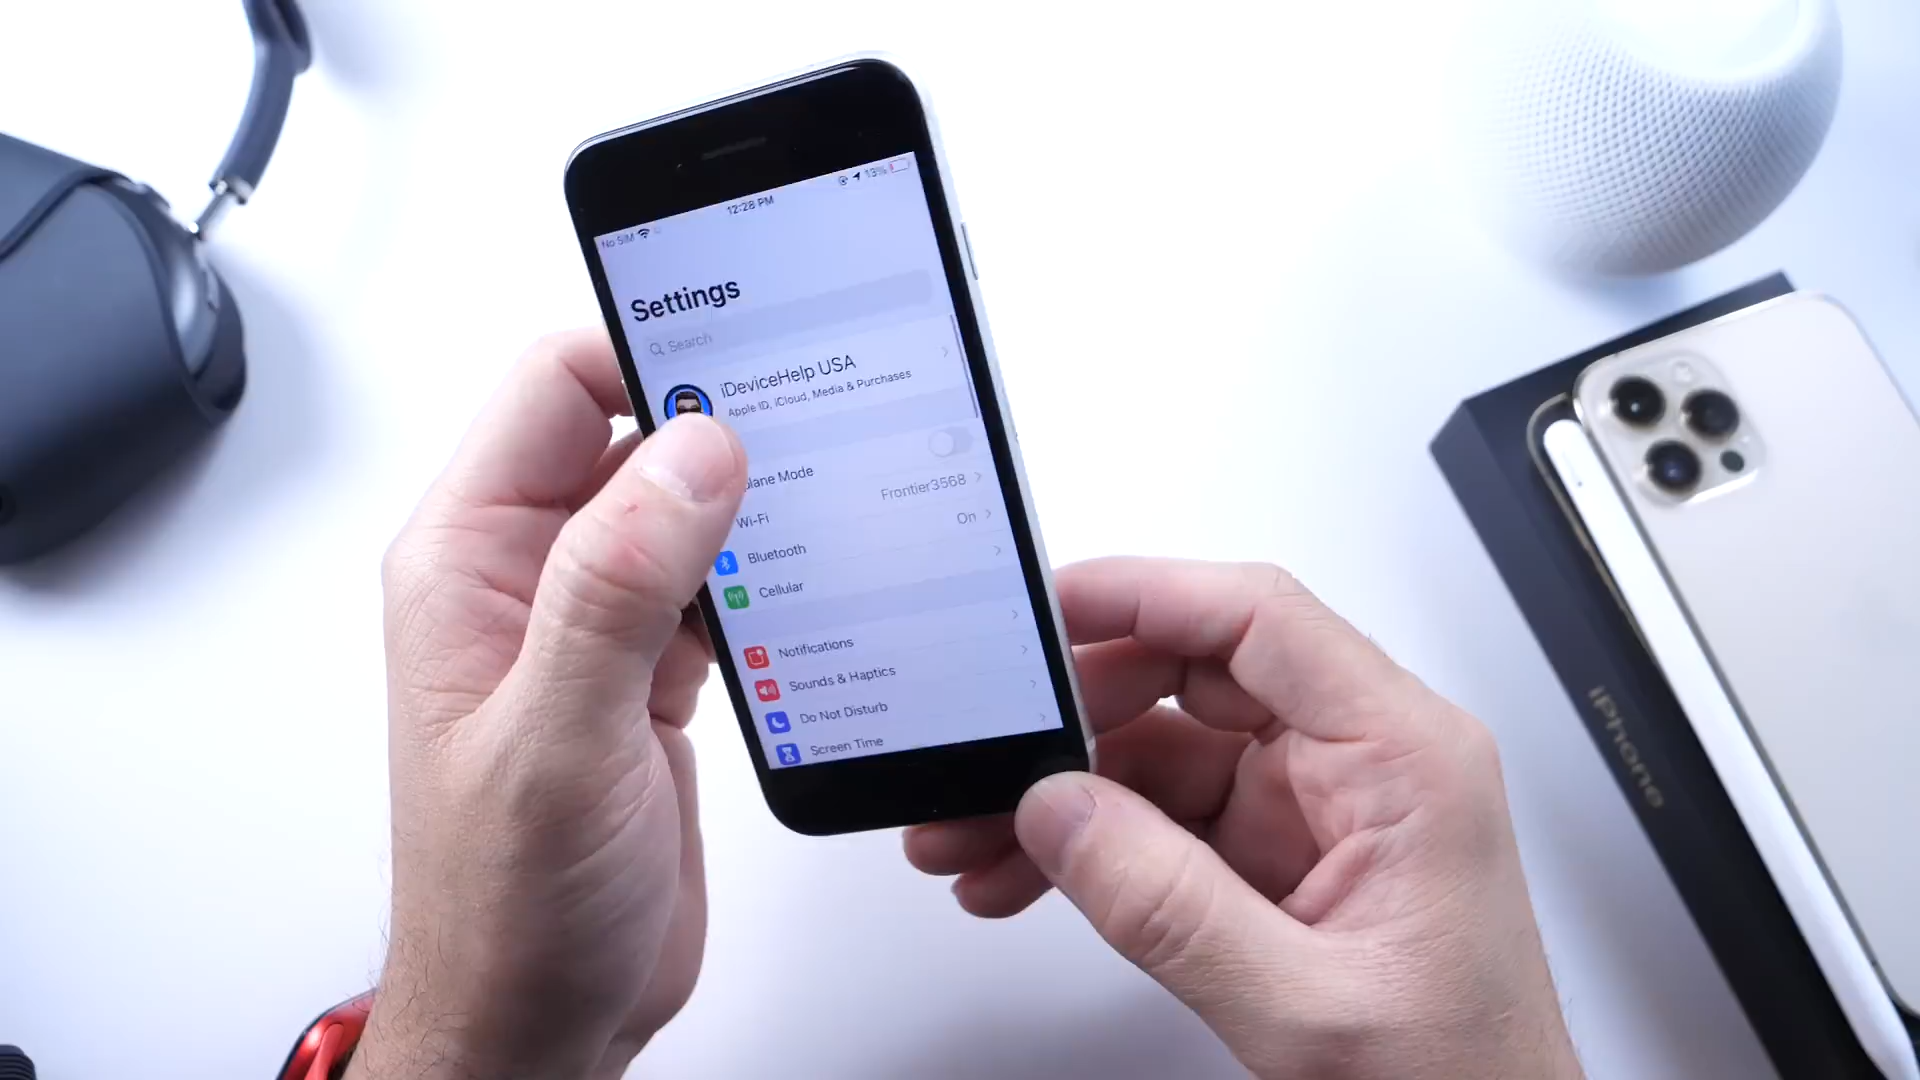 No SIM
12:28 PM
13%
Settings
Search
iDeviceHelp USA
Apple ID, iCloud, Media & Purchases
plane Mode
Wi-Fi
Frontier3568
Bluetooth
On
Cellular
Notifications
Sounds & Haptics
Do Not Disturb
Screen Time
iPhone